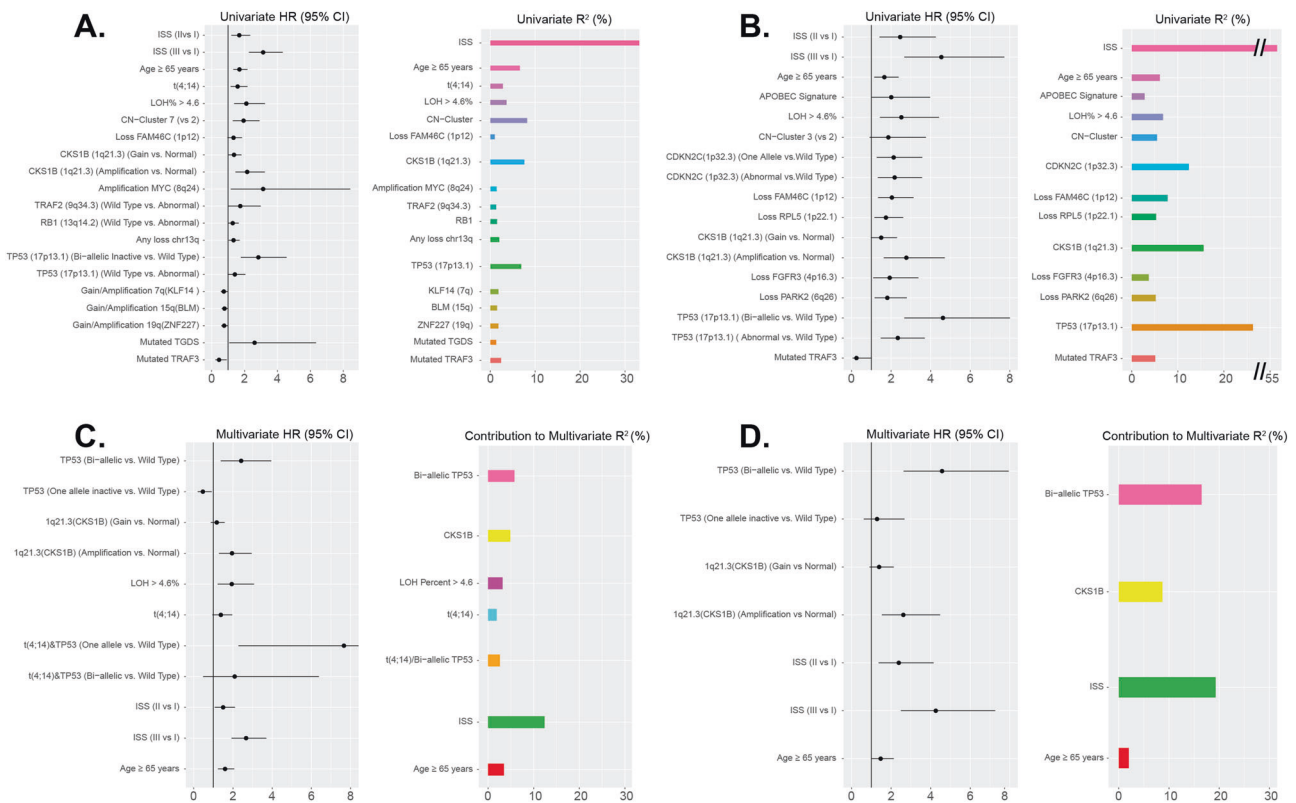 A.
Univariate HR (95% CI)
ISS (IIvs I)
ISS (III vs I)
Age ≥ 65 years
t(4;14)
LOH% > 4.6
CN−Cluster 7 (vs 2)
Loss FAM46C (1p12)
CKS1B (1q21.3) (Gain vs. Normal)
CKS1B (1q21.3) (Amplification vs. Normal)
Amplification MYC (8q24)
TRAF2 (9q34.3) (Wild Type vs. Abnormal)
RB1 (13q14.2) (Wild Type vs. Abnormal)
Any loss chr13q
TP53 (17p13.1) (Bi−allelic Inactive vs. Wild Type)
TP53 (17p13.1) (Wild Type vs. Abnormal)
Gain/Amplification 7q(KLF14 )
Gain/Amplification 15q(BLM)
Gain/Amplification 19q(ZNF227)
Mutated TGDS
Mutated TRAF3
0 2 4 6 8
Univariate R² (%)
ISS
Age ≥ 65 years
t(4;14)
LOH > 4.6%
CN−Cluster
Loss FAM46C (1p12)
CKS1B (1q21.3)
Amplification MYC (8q24)
TRAF2 (9q34.3)
RB1
Any loss chr13q
TP53 (17p13.1)
KLF14 (7q)
BLM (15q)
ZNF227 (19q)
Mutated TGDS
Mutated TRAF3
0 10 20 30
B.
Univariate HR (95% CI)
ISS (II vs I)
ISS (III vs I)
Age ≥ 65 years
APOBEC Signature
LOH > 4.6%
CN−Cluster 3 (vs 2)
CDKN2C(1p32.3) (One Allele vs.Wild Type)
CDKN2C (1p32.3) (Abnormal vs.Wild Type)
Loss FAM46C (1p12)
Loss RPL5 (1p22.1)
CKS1B (1q21.3) (Gain vs. Normal)
CKS1B (1q21.3) (Amplification vs. Normal)
Loss FGFR3 (4p16.3)
Loss PARK2 (6q26)
TP53 (17p13.1) (Bi−allelic vs. Wild Type)
TP53 (17p13.1) ( Abnormal vs. Wild Type)
Mutated TRAF3
0 2 4 6 8
Univariate R² (%)
//
ISS
Age ≥ 65 years
APOBEC Signature
LOH% > 4.6
CN−Cluster
CDKN2C (1p32.3)
Loss FAM46C (1p12)
Loss RPL5 (1p22.1)
CKS1B (1q21.3)
Loss FGFR3 (4p16.3)
Loss PARK2 (6q26)
TP53 (17p13.1)
Mutated TRAF3
0 10 20 // 55
C.
Multivariate HR (95% CI)
TP53 (Bi−allelic vs. Wild Type)
TP53 (One allele inactive vs. Wild Type)
1q21.3(CKS1B) (Gain vs. Normal)
1q21.3(CKS1B) (Amplification vs. Normal)
LOH > 4.6%
t(4;14)
t(4;14)&TP53 (One allele vs. Wild Type)
t(4;14)&TP53 (Bi−allelic vs. Wild Type)
ISS (II vs I)
ISS (III vs I)
Age ≥ 65 years
0 2 4 6 8
Contribution to Multivariate R² (%)
Bi−allelic TP53
CKS1B
LOH Percent > 4.6
t(4;14)
t(4;14)/Bi−allelic TP53
ISS
Age ≥ 65 years
0 10 20 30
D.
Multivariate HR (95% CI)
TP53 (Bi−allelic vs. Wild Type)
TP53 (One allele inactive vs. Wild Type)
1q21.3(CKS1B) (Gain vs Normal)
1q21.3(CKS1B) (Amplification vs Normal)
ISS (II vs I)
ISS (III vs I)
Age ≥ 65 years
0 2 4 6 8
Contribution to Multivariate R² (%)
Bi−allelic TP53
CKS1B
ISS
Age ≥ 65 years
0 10 20 30